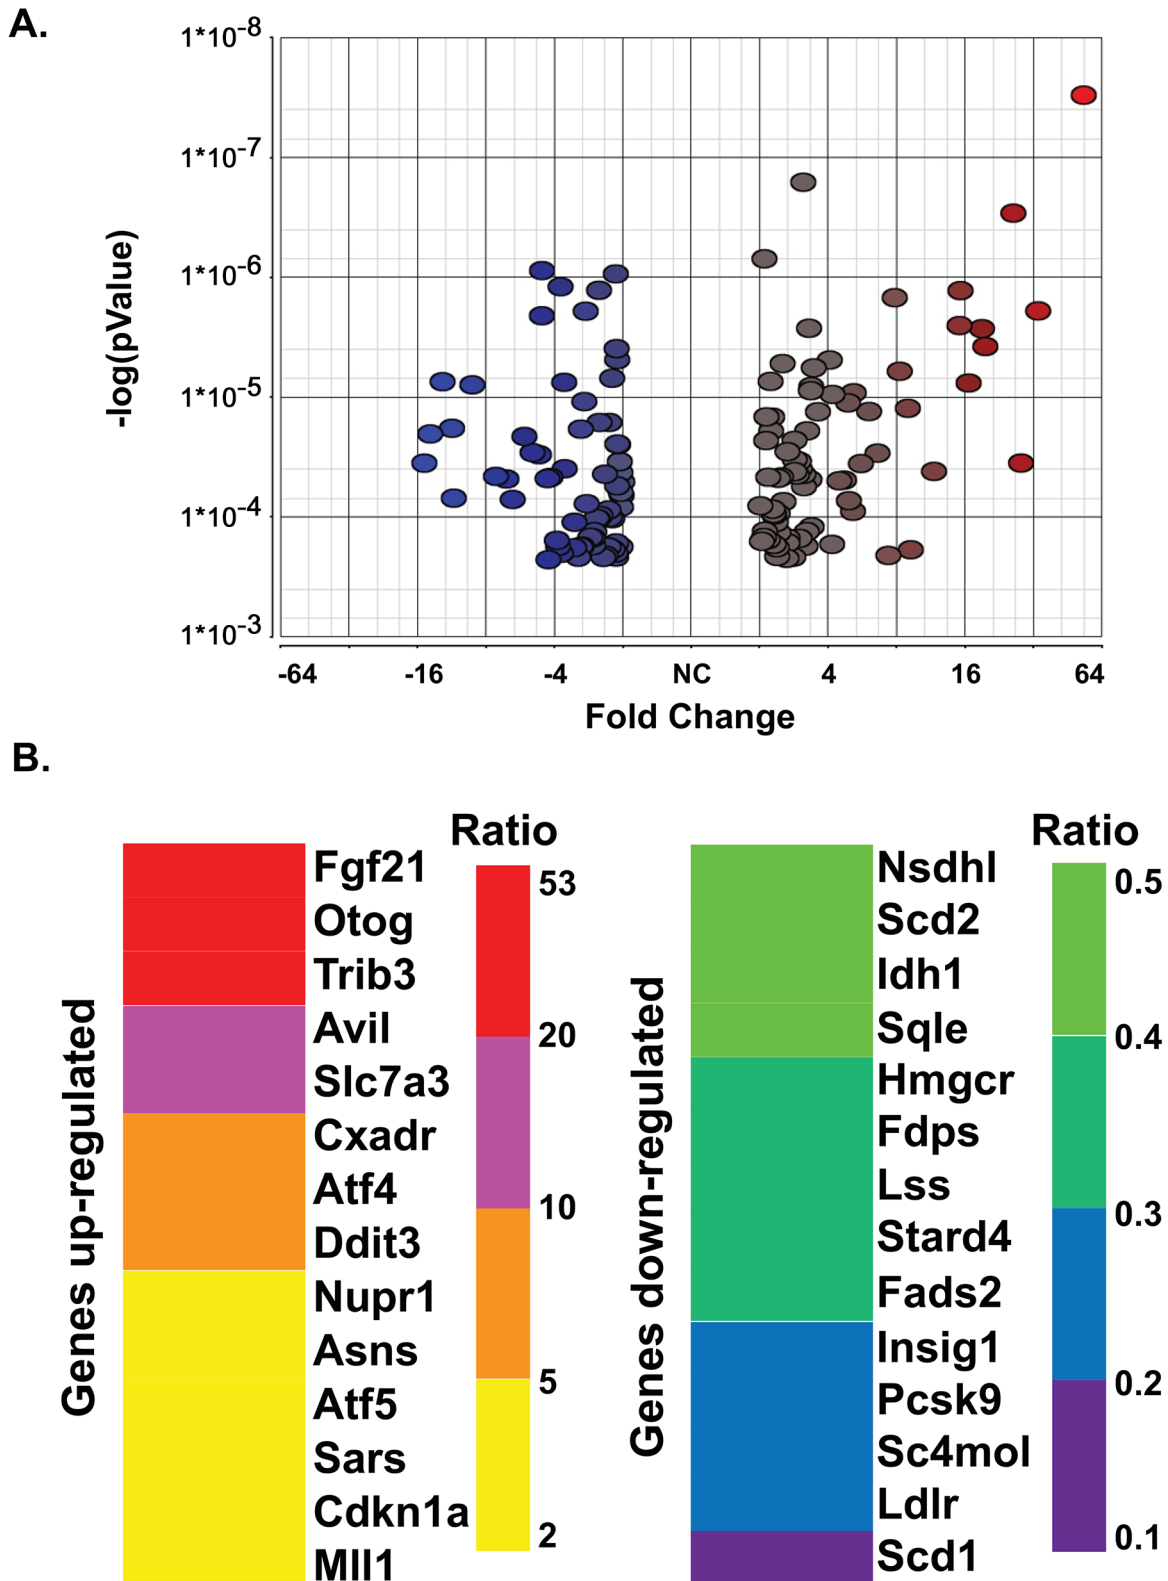 A.
1*10-8
1*10-7
1*10-6
1*10-5
1*10-4
1*10-3
-log(pValue)
-64 -16 -4 NC 4 16 64
Fold Change
B.
Genes up-regulated
Fgf21
Otog
Trib3
Avil
Slc7a3
Cxadr
Atf4
Ddit3
Nupr1
Asns
Atf5
Sars
Cdkn1a
Mll1
Ratio
53
20
10
5
2
Genes down-regulated
Nsdhl
Scd2
Idh1
Sqle
Hmgcr
Fdps
Lss
Stard4
Fads2
Insig1
Pcsk9
Sc4mol
Ldlr
Scd1
Ratio
0.5
0.4
0.3
0.2
0.1